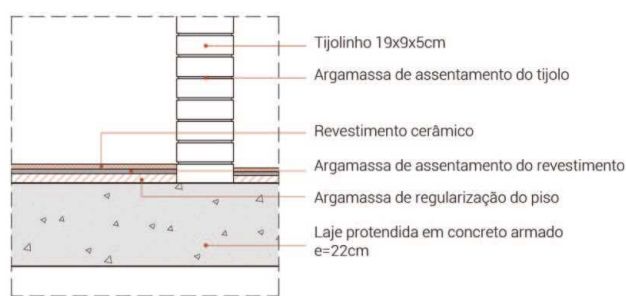 Tijolinho 19x9x5cm
Argamassa de assentamento do tijolo
Revestimento cerâmico
Argamassa de assentamento do revestimento
Argamassa de regularização do piso
Laje protendida em concreto armado
e=22cm